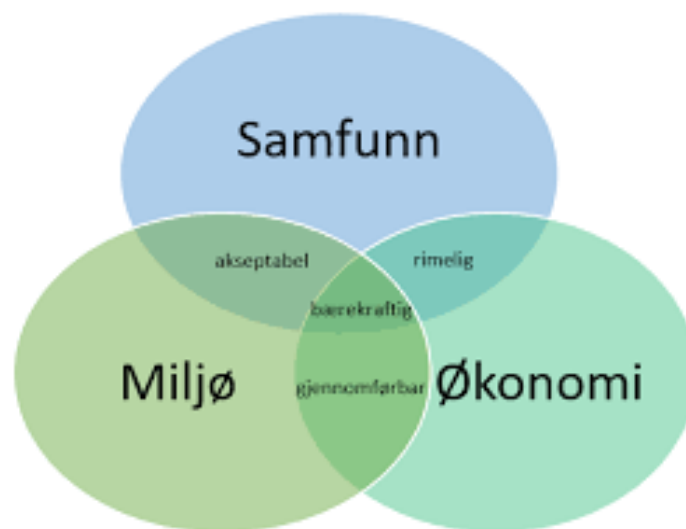 Samfunn
akseptabel
rimelig
bærekraftig
Miljø
gjennomførbar
Økonomi